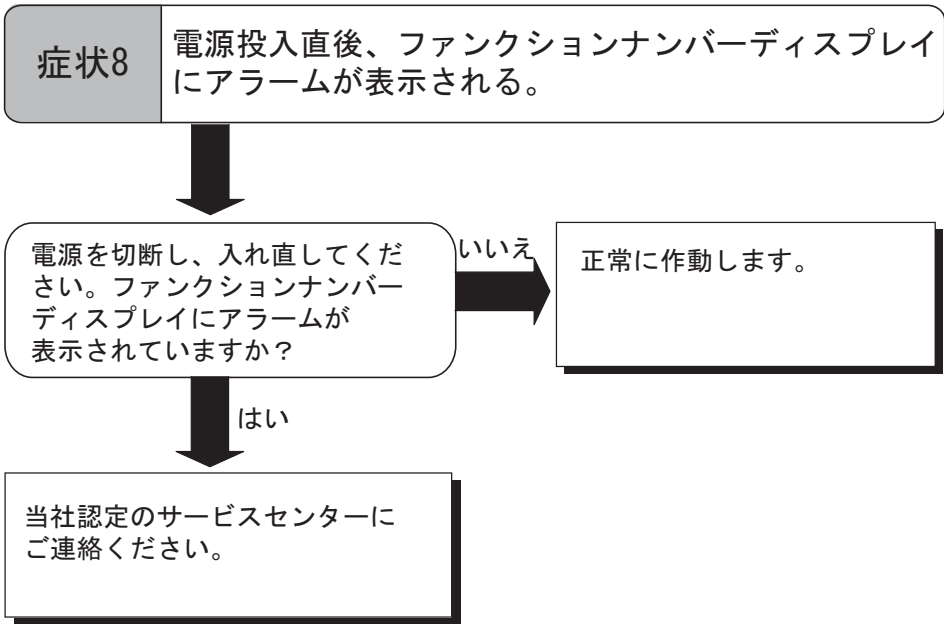 症状8
電源投入直後、ファンクションナンバーディスプレイ
にアラームが表示される。
電源を切断し、入れ直してくだ
さい。ファンクションナンバー
ディスプレイにアラームが
表示されていますか？
いいえ
正常に作動します。
はい
当社認定のサービスセンターに
ご連絡ください。